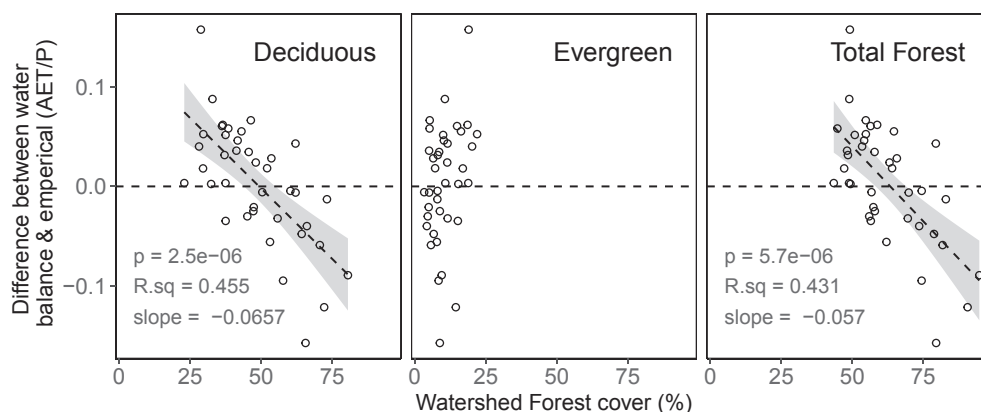 Difference between water
balance & emperical (AET/P)
0.1
0.0
−0.1
Deciduous
p = 2.5e−06
R.sq = 0.455
slope = −0.0657
Evergreen
Total Forest
p = 5.7e−06
R.sq = 0.431
slope = −0.057
0 25 50 75 0 25 50 75 0 25 50 75
Watershed Forest cover (%)